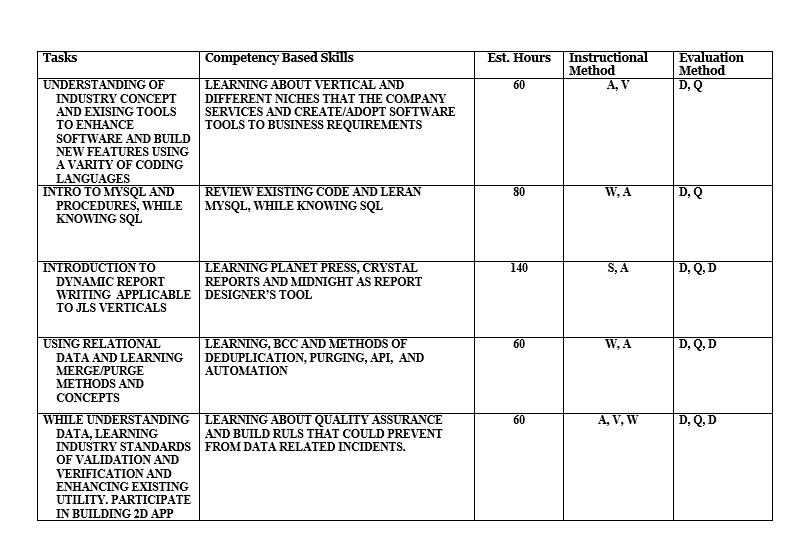 Tasks
Competency Based Skills
Est. Hours
Instructional
Method
Evaluation
Method
UNDERSTANDING OF
INDUSTRY CONCEPT
AND EXISING TOOLS
TO ENHANCE
SOFTWARE AND BUILD
NEW FEATURES USING
A VARITY OF CODING
LANGUAGES
LEARNING ABOUT VERTICAL AND
DIFFERENT NICHES THAT THE COMPANY
SERVICES AND CREATE/ADOPT SOFTWARE
TOOLS TO BUSINESS REQUIREMENTS
60
A, V
D, Q
INTRO TO MYSQL AND
PROCEDURES, WHILE
KNOWING SQL
REVIEW EXISTING CODE AND LERAN
MYSQL, WHILE KNOWING SQL
80
W, A
D, Q
INTRODUCTION TO
DYNAMIC REPORT
WRITING APPLICABLE
TO JLS VERTICALS
LEARNING PLANET PRESS, CRYSTAL
REPORTS AND MIDNIGHT AS REPORT
DESIGNER'S TOOL
140
S, A
D, Q, D
USING RELATIONAL
DATA AND LEARNING
MERGE/PURGE
METHODS AND
CONCEPTS
LEARNING, BCC AND METHODS OF
DEDUPLICATION, PURGING, API, AND
AUTOMATION
60
W, A
D, Q, D
WHILE UNDERSTANDING
DATA, LEARNING
INDUSTRY STANDARDS
OF VALIDATION AND
VERIFICATION AND
ENHANCING EXISTING
UTILITY. PARTICIPATE
IN BUILDING 2D APP
LEARNING ABOUT QUALITY ASSURANCE
AND BUILD RULS THAT COULD PREVENT
FROM DATA RELATED INCIDENTS.
60
A, V, W
D, Q, D